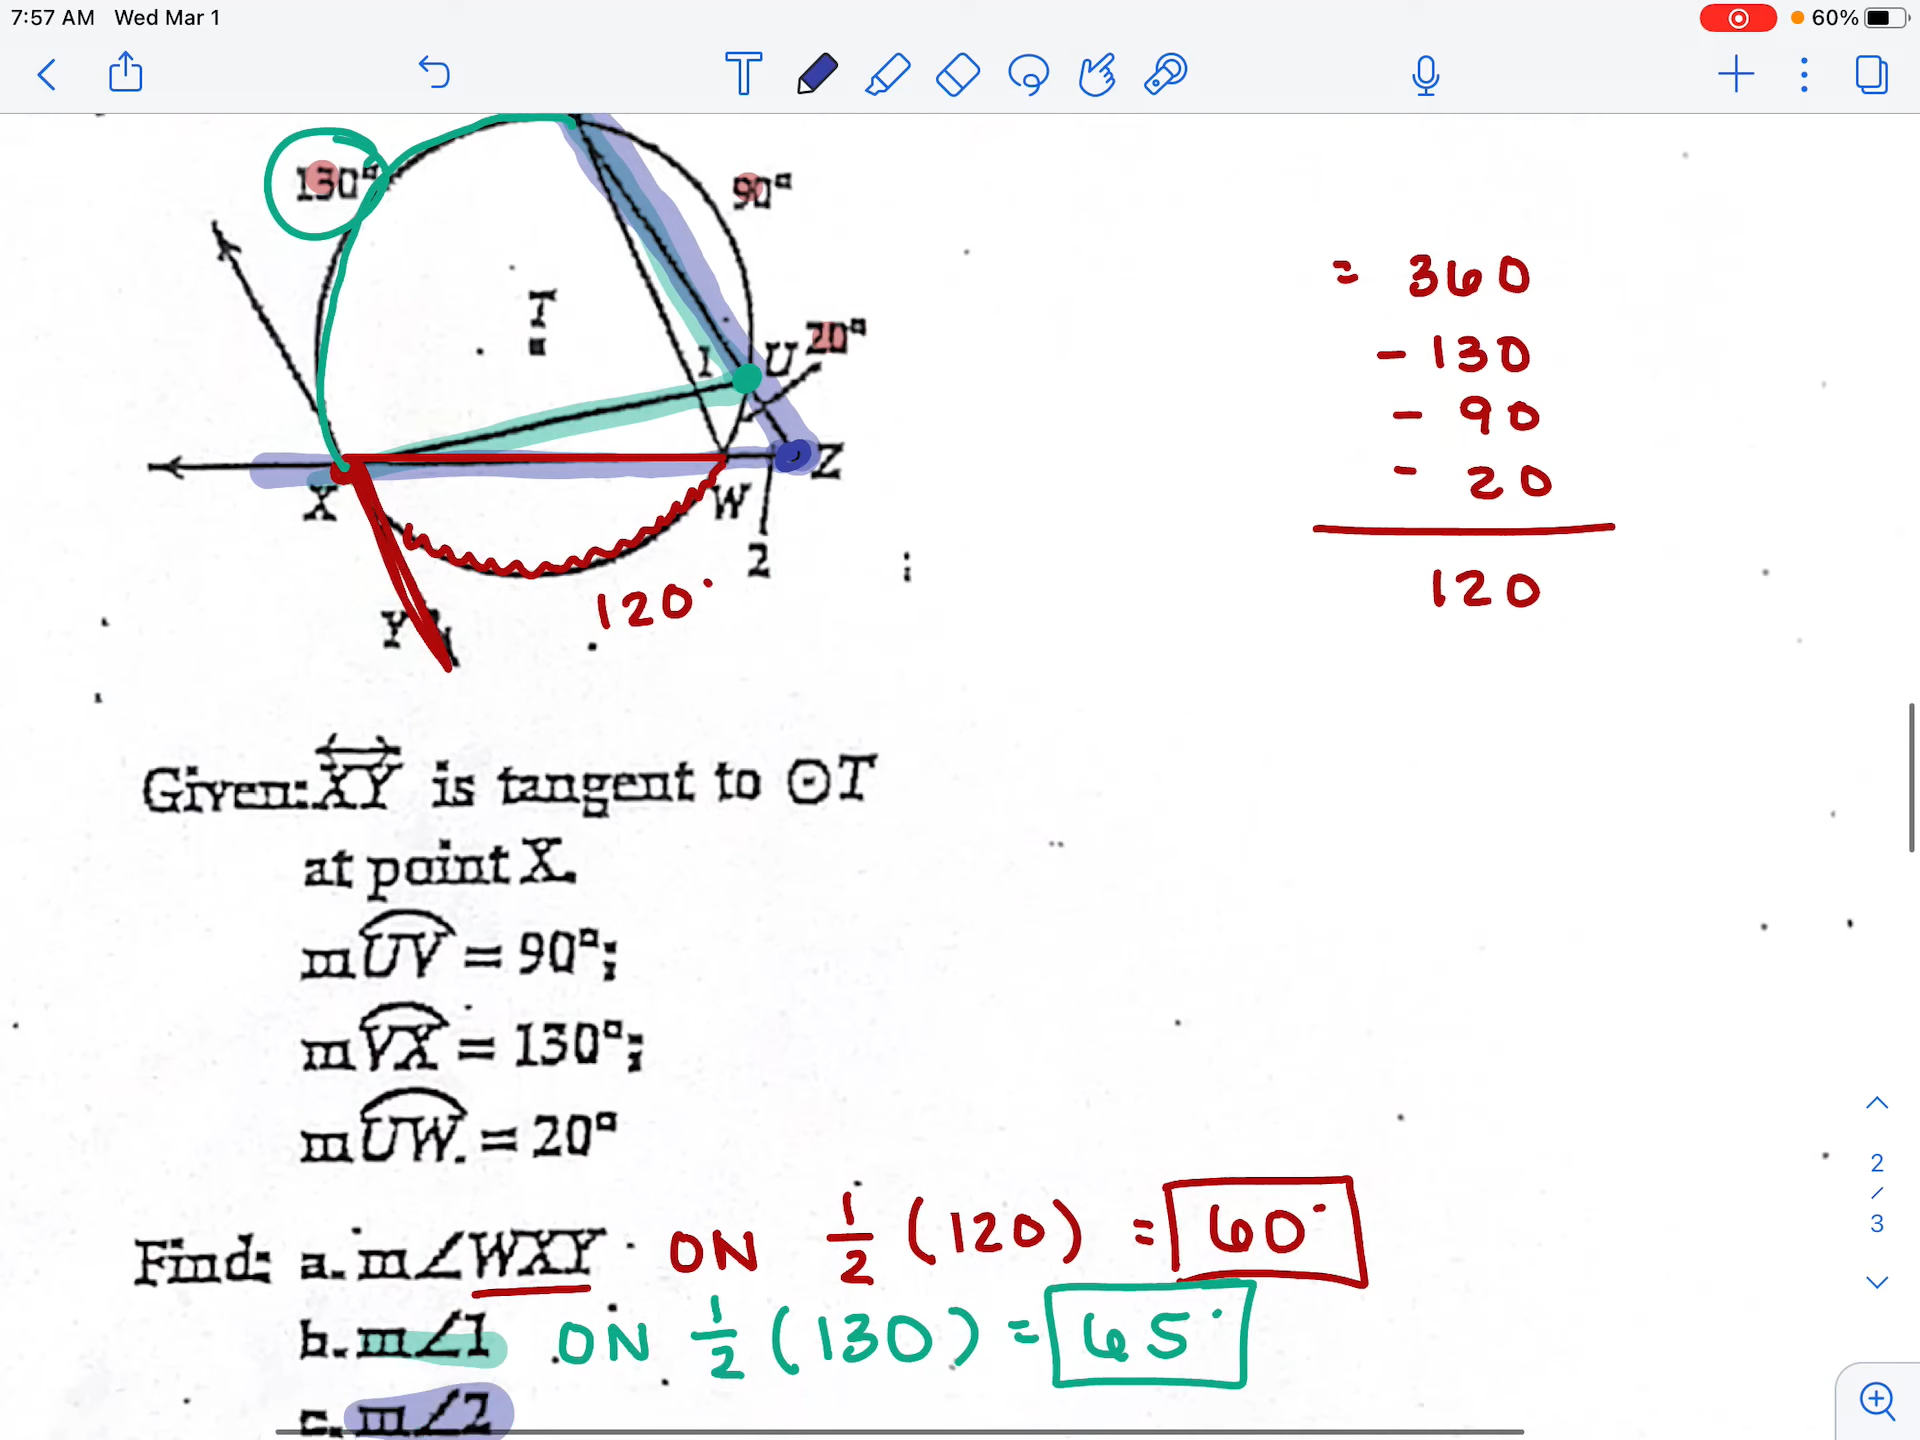 7:57 AM Wed Mar 1
60%
T
130°
90°
= 360
T
20°
- 130
1 U
- 90
Z
- 20
X
W
2
120
120°
Y
Given: XY is tangent to ⊙T
at point X.
mUV = 90°;
mVX = 130°;
mUW. = 20°
2
/
3
Find: a. m∠WXY ON 1/2 (120) = 60°
b. m∠1 ON 1/2 (130) = 65°
c. m∠2